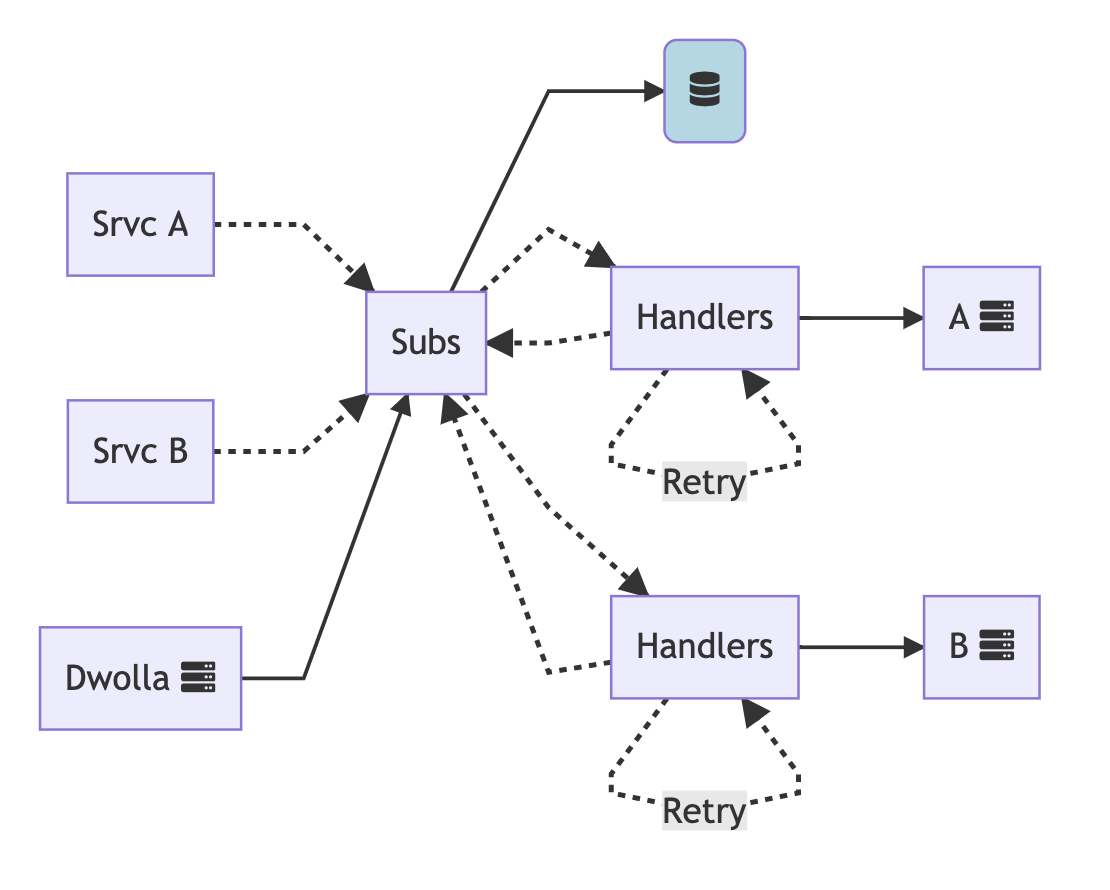 Srvc A
Srvc B
Dwolla
Subs
Handlers
Retry
A
Handlers
Retry
B